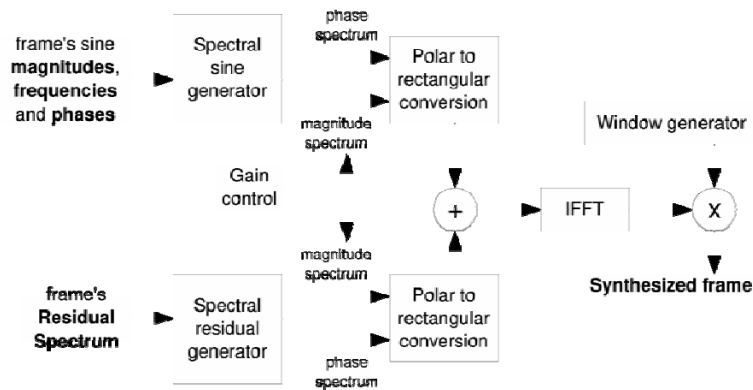 phase
spectrum
frame's sine
magnitudes,
frequencies
and phases
Spectral
sine
generator
Polar to
rectangular
conversion
magnitude
spectrum
Window generator
Gain
control
+
IFFT
X
magnitude
spectrum
Synthesized frame
frame's
Residual
Spectrum
Spectral
residual
generator
Polar to
rectangular
conversion
phase
spectrum